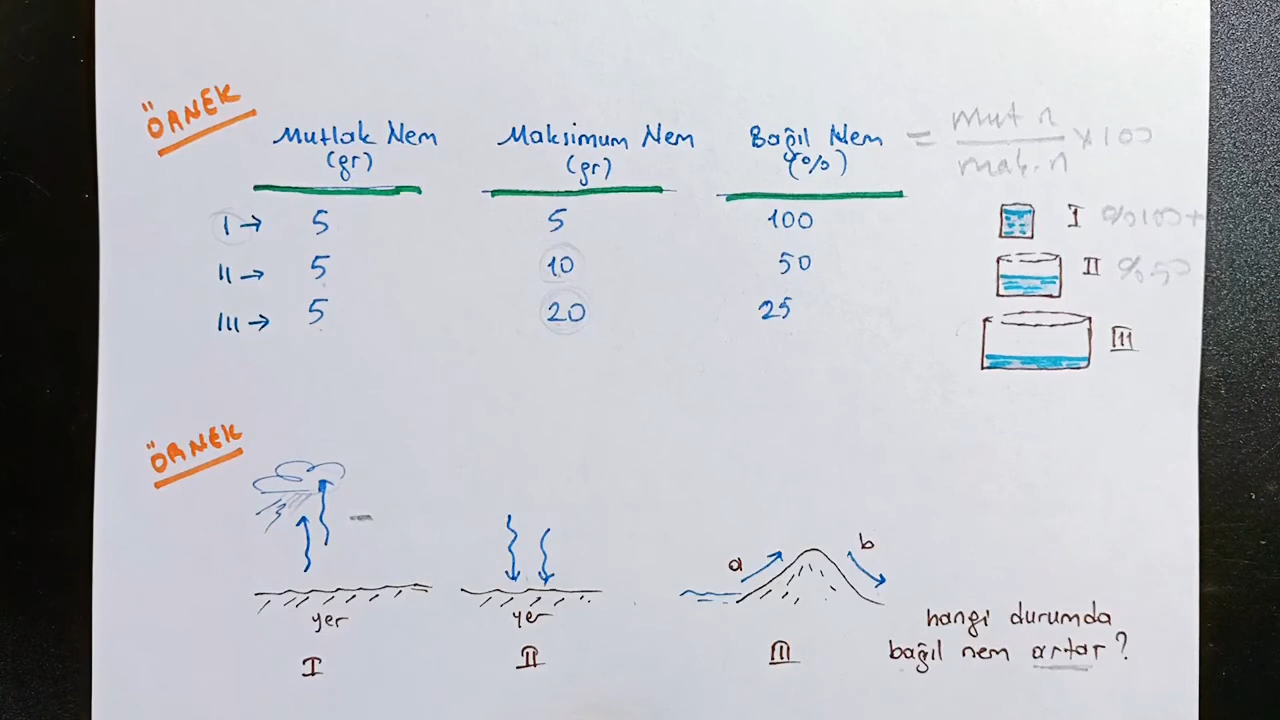 ÖRNEK
Mutlak Nem Maksimum Nem Bağıl Nem = mut n / mak. n x 100
(gr) (gr) (%)
I → 5 5 100 I %100
II → 5 10 50 II %50
III → 5 20 25 III
ÖRNEK
a b
yer yer
I II III
hangi durumda
bağıl nem artar?